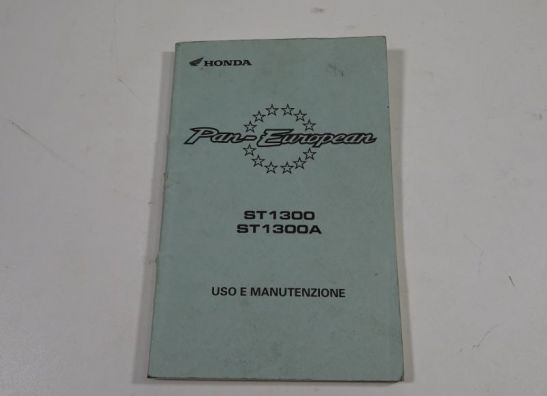 HONDA
Pan-European
ST1300
ST1300A
USO E MANUTENZIONE